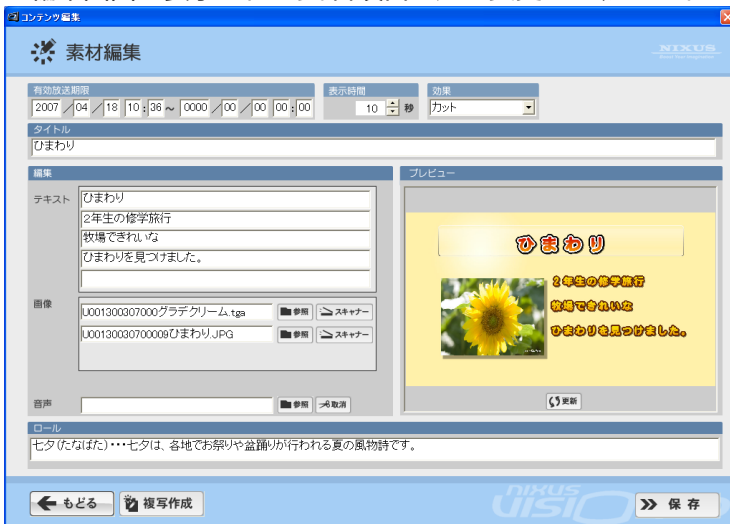 コンテンツ編集
素材編集
NIXUS
有効放送期限
表示時間
効果
2007 / 04 / 18 10 : 36 ~ 0000 / 00 / 00 00 : 00
10 秒
カット
タイトル
ひまわり
編集
プレビュー
テキスト
ひまわり
2年生の修学旅行
牧場できれいな
ひまわりを見つけました。
画像
U001300307000グラデクリーム.tga
参照
スキャナー
U00130030700009ひまわり.JPG
参照
スキャナー
音声
参照
取消
ひまわり
2年生の修学旅行
牧場できれいな
ひまわりを見つけました。
更新
ロール
七夕(たなばた)・・・七夕は、各地でお祭りや盆踊りが行われる夏の風物詩です。
もどる
複写作成
NIXUS
VISIO
保存